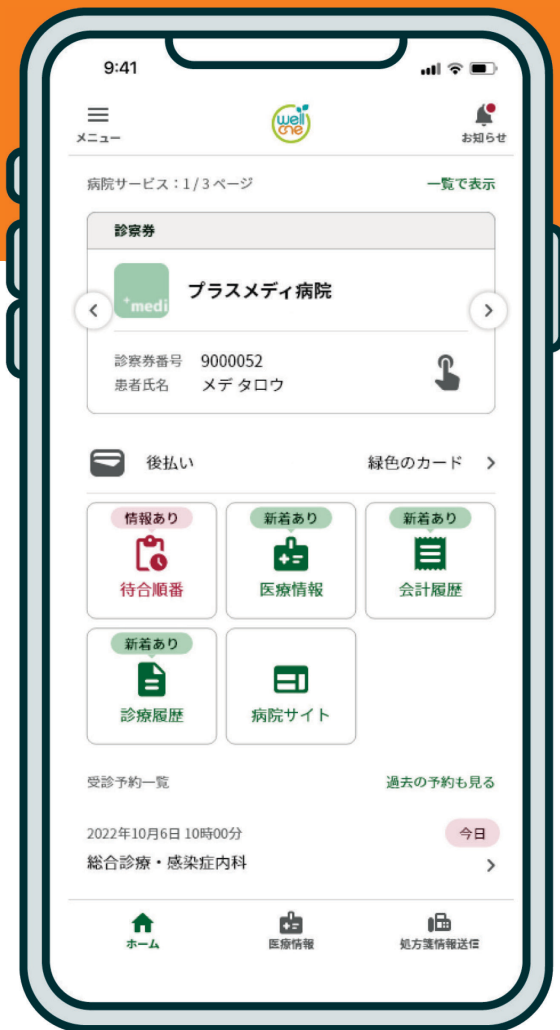 9:41
メニュー
well one
お知らせ
病院サービス：1/3ページ
一覧で表示
診察券
+medi
プラスメディ病院
診察券番号 9000052
患者氏名 メデ タロウ
後払い
緑色のカード
情報あり
待合順番
新着あり
医療情報
新着あり
会計履歴
新着あり
診療履歴
病院サイト
受診予約一覧
過去の予約も見る
2022年10月6日 10時00分
今日
総合診療・感染症内科
ホーム
医療情報
処方箋情報送信